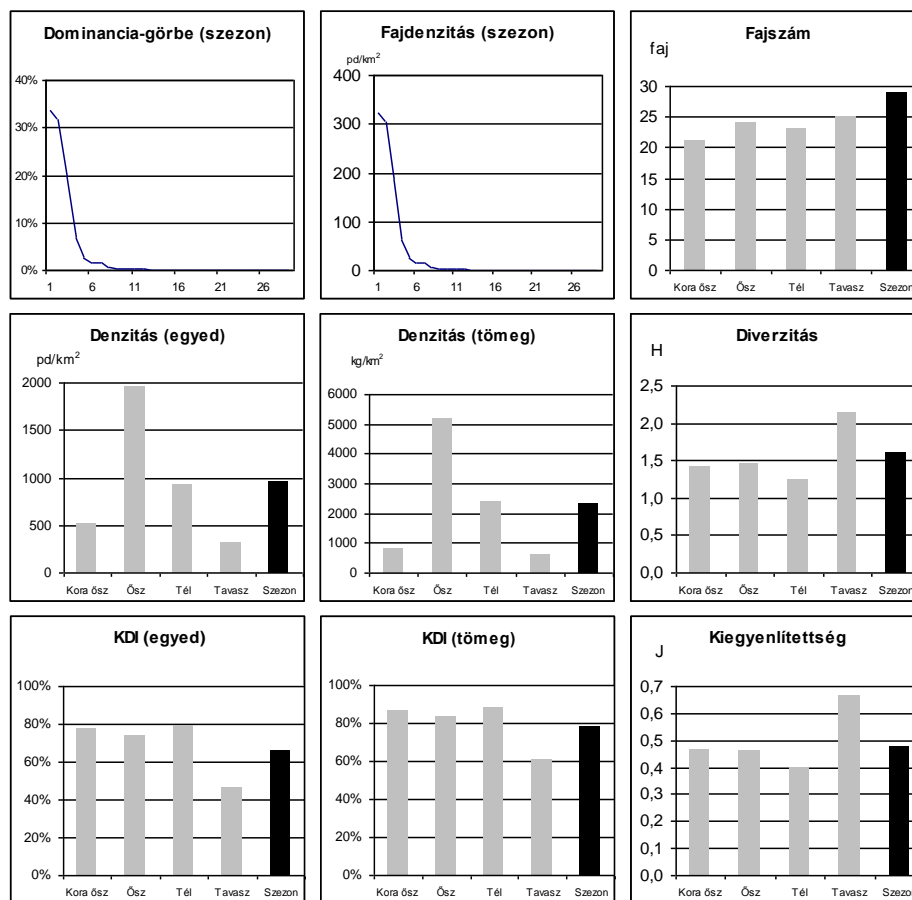 Dominancia-görbe (szezon)
40%
30%
20%
10%
0%
1 6 11 16 21 26
Fajdenzitás (szezon)
pd/km²
400
300
200
100
0
1 6 11 16 21 26
Fajszám
faj
30
25
20
15
10
5
0
Kora ősz Ősz Tél Tavasz Szezon
Denzitás (egyed)
pd/km²
2000
1500
1000
500
0
Kora ősz Ősz Tél Tavasz Szezon
Denzitás (tömeg)
kg/km²
6000
5000
4000
3000
2000
1000
0
Kora ősz Ősz Tél Tavasz Szezon
Diverzitás
H
2,5
2,0
1,5
1,0
0,5
0,0
Kora ősz Ősz Tél Tavasz Szezon
KDI (egyed)
100%
80%
60%
40%
20%
0%
Kora ősz Ősz Tél Tavasz Szezon
KDI (tömeg)
100%
80%
60%
40%
20%
0%
Kora ősz Ősz Tél Tavasz Szezon
Kiegyenlítettség
J
0,7
0,6
0,5
0,4
0,3
0,2
0,1
0,0
Kora ősz Ősz Tél Tavasz Szezon